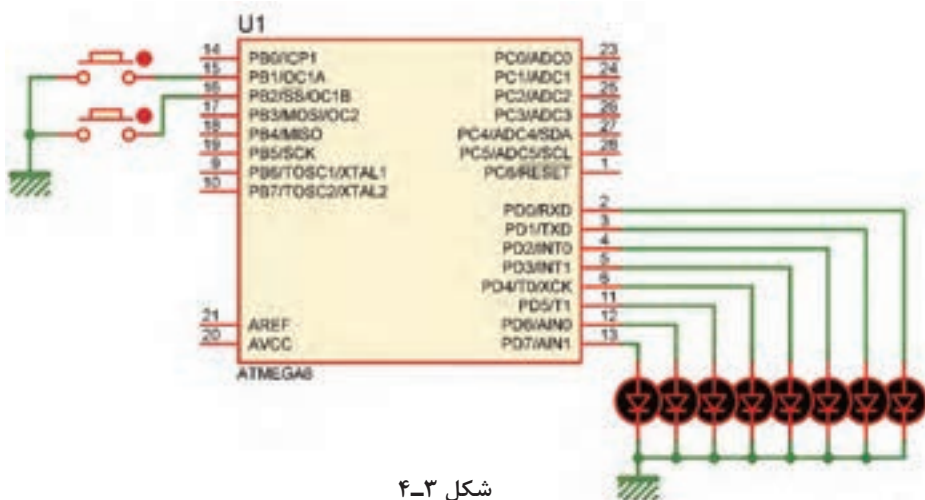 U1
14 PB0/ICP1
15 PB1/OC1A
16 PB2/SS/OC1B
17 PB3/MOSI/OC2
18 PB4/MISO
19 PB5/SCK
9 PB6/TOSC1/XTAL1
10 PB7/TOSC2/XTAL2
21 AREF
20 AVCC
PC0/ADC0 23
PC1/ADC1 24
PC2/ADC2 25
PC3/ADC3 26
PC4/ADC4/SDA 27
PC5/ADC5/SCL 28
PC6/RESET 1
PD0/RXD 2
PD1/TXD 3
PD2/INT0 4
PD3/INT1 5
PD4/T0/XCK 6
PD5/T1 11
PD6/AIN0 12
PD7/AIN1 13
ATMEGA8
شکل ۳ـ۴